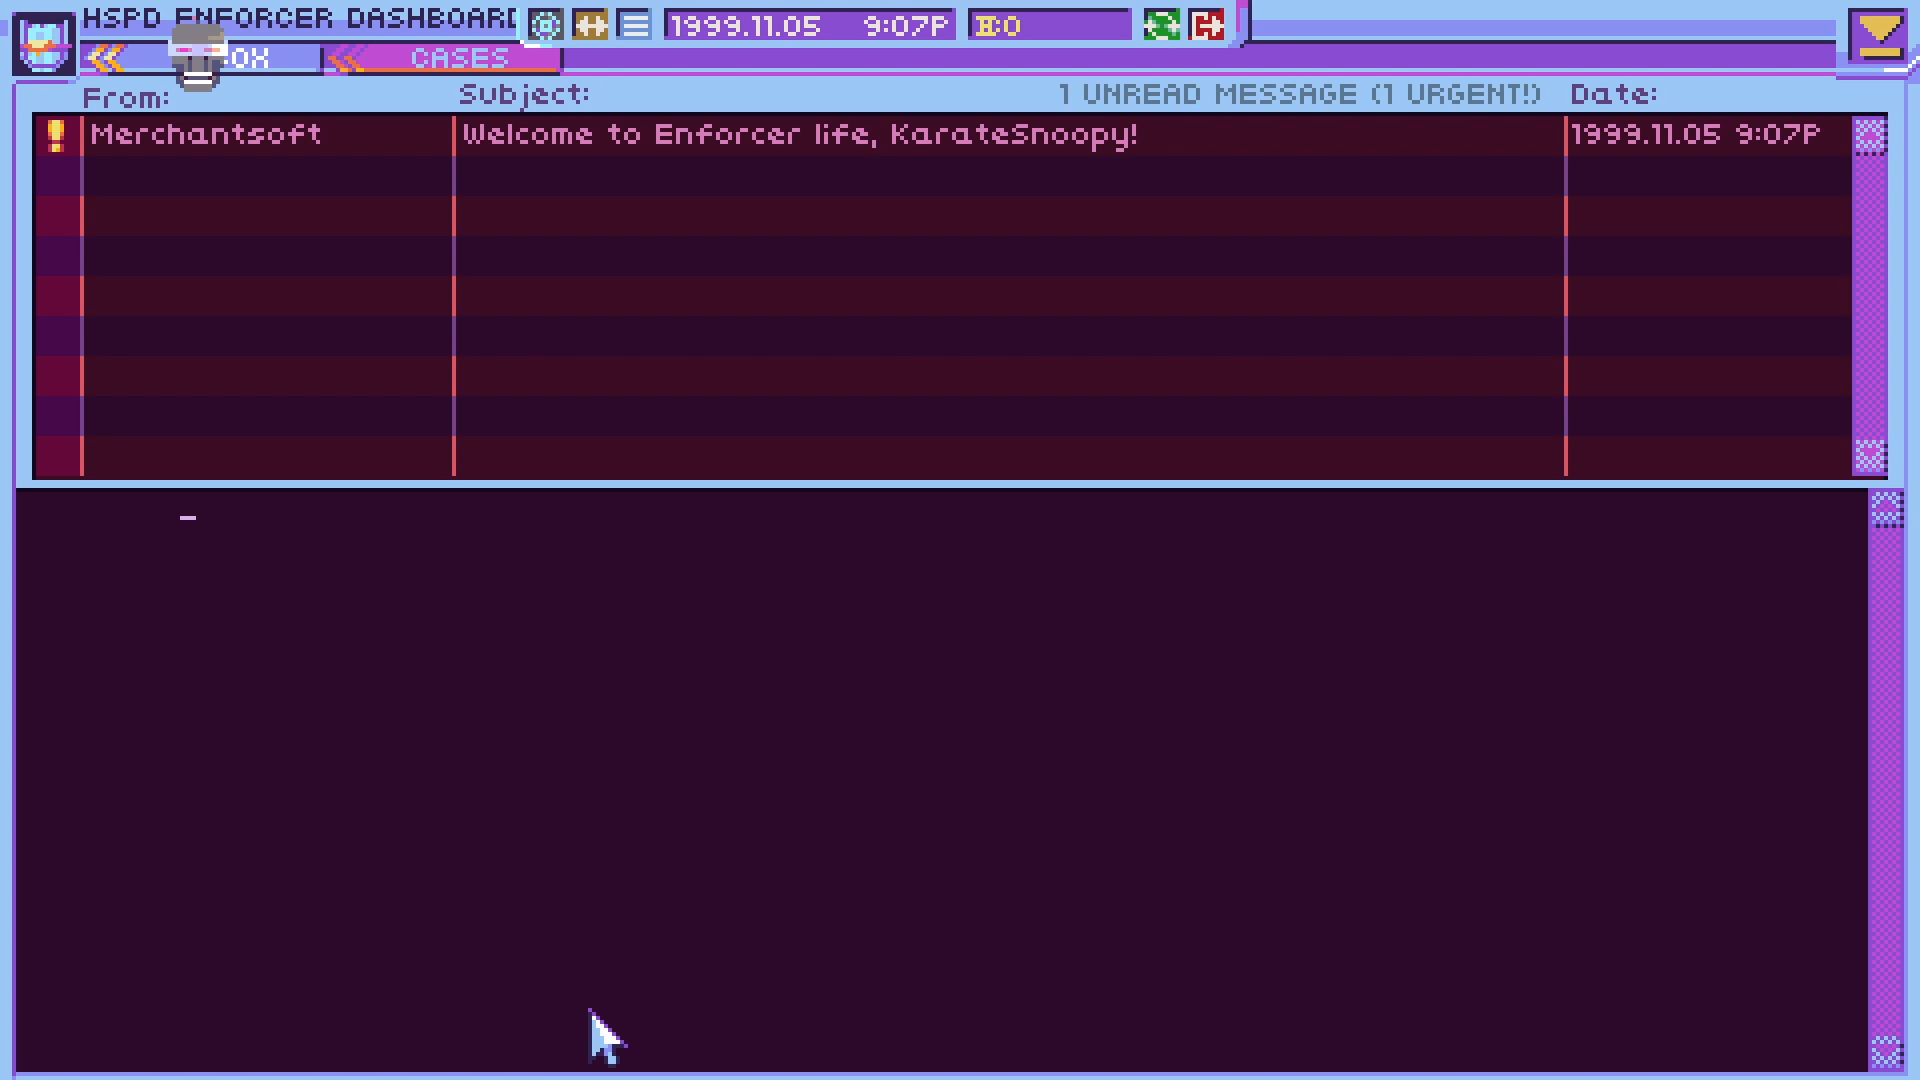 HSPD ENFORCER DASHBOARD
1999.11.05 9:07P
0
CASES
From:
Subject:
1 UNREAD MESSAGE (1 URGENT!)
Date:
! Merchantsoft
Welcome to Enforcer life, KarateSnoopy!
1999.11.05 9:07P